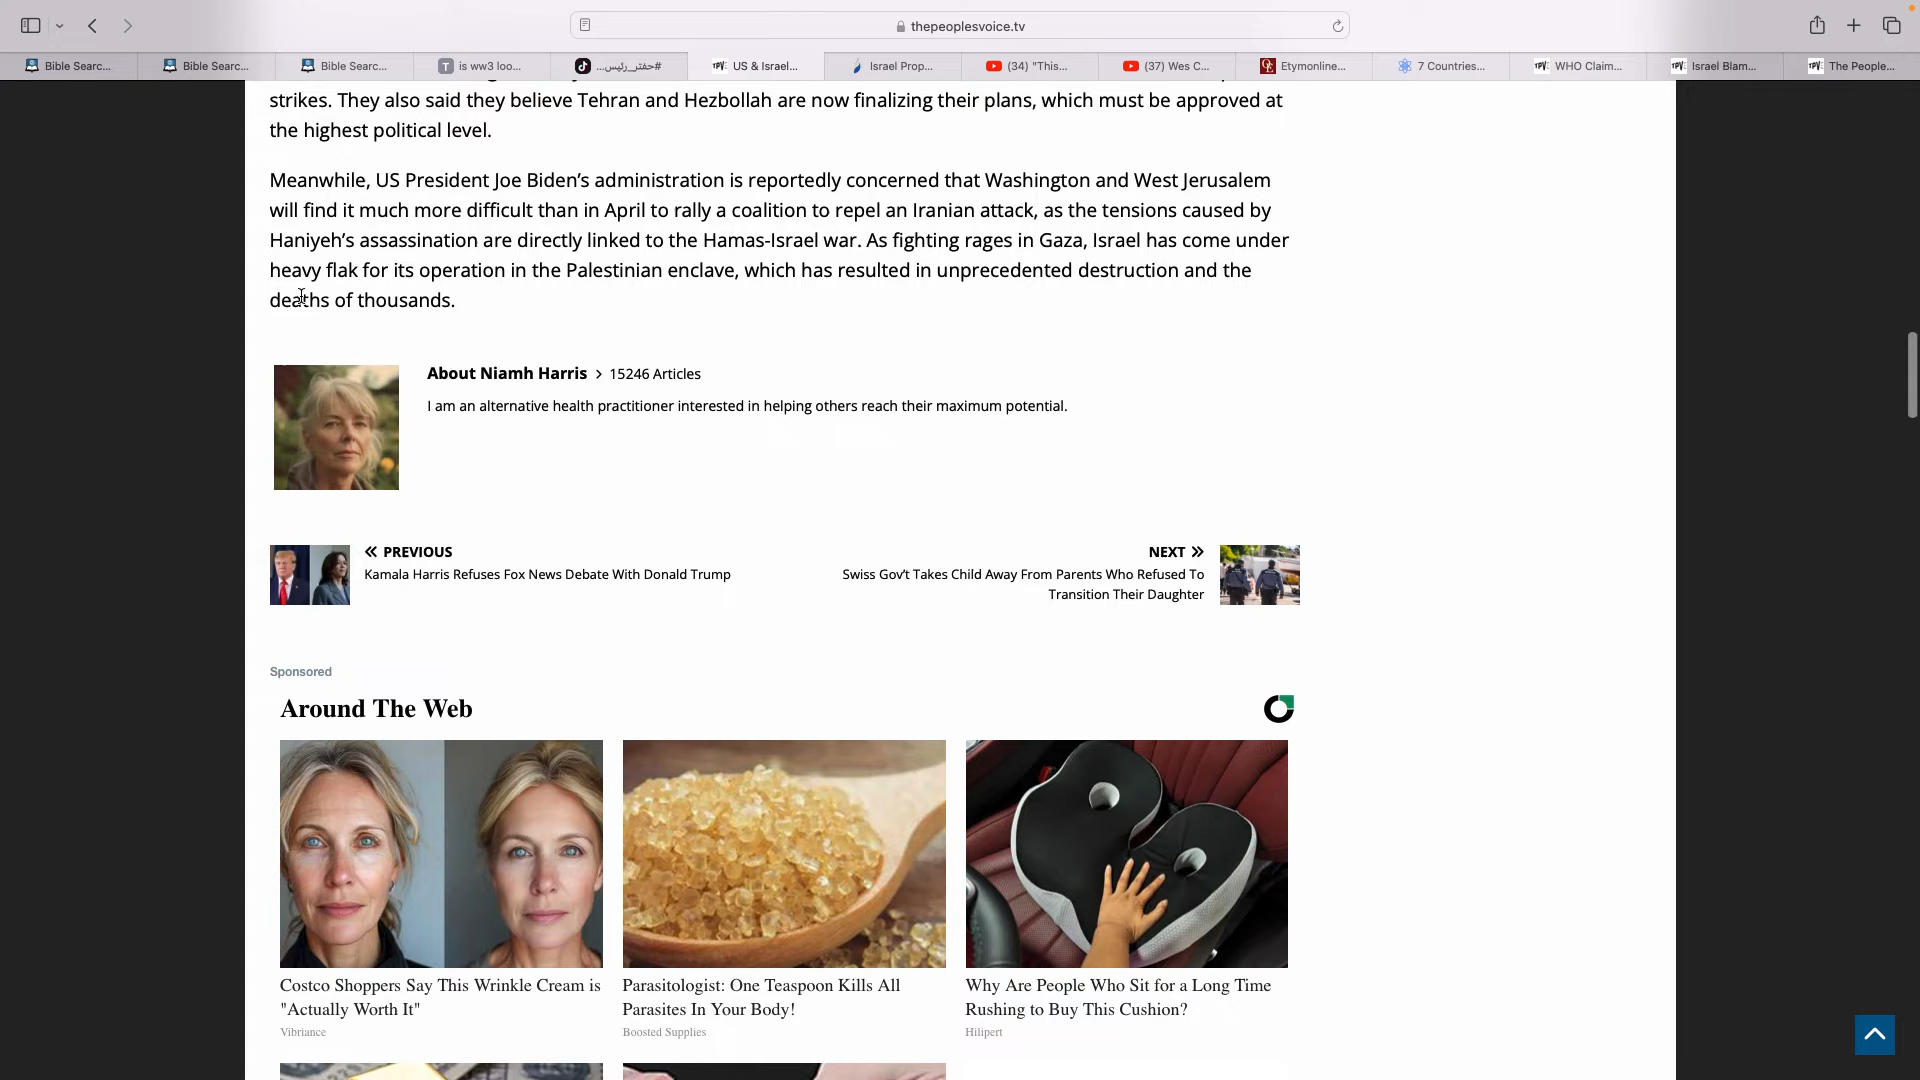 thepeoplesvoice.tv
Bible Searc...
Bible Searc...
Bible Searc...
is ww3 loo...
#حفتر_رئيس...
US & Israel...
Israel Prop...
(34) "This...
(37) Wes C...
Etymonline...
7 Countries...
WHO Claim...
Israel Blam...
The People...
strikes. They also said they believe Tehran and Hezbollah are now finalizing their plans, which must be approved at
the highest political level.
Meanwhile, US President Joe Biden’s administration is reportedly concerned that Washington and West Jerusalem
will find it much more difficult than in April to rally a coalition to repel an Iranian attack, as the tensions caused by
Haniyeh’s assassination are directly linked to the Hamas-Israel war. As fighting rages in Gaza, Israel has come under
heavy flak for its operation in the Palestinian enclave, which has resulted in unprecedented destruction and the
deaths of thousands.
About Niamh Harris > 15246 Articles
I am an alternative health practitioner interested in helping others reach their maximum potential.
« PREVIOUS
Kamala Harris Refuses Fox News Debate With Donald Trump
NEXT »
Swiss Gov’t Takes Child Away From Parents Who Refused To
Transition Their Daughter
Sponsored
Around The Web
Costco Shoppers Say This Wrinkle Cream is
"Actually Worth It"
Vibriance
Parasitologist: One Teaspoon Kills All
Parasites In Your Body!
Boosted Supplies
Why Are People Who Sit for a Long Time
Rushing to Buy This Cushion?
Hilipert